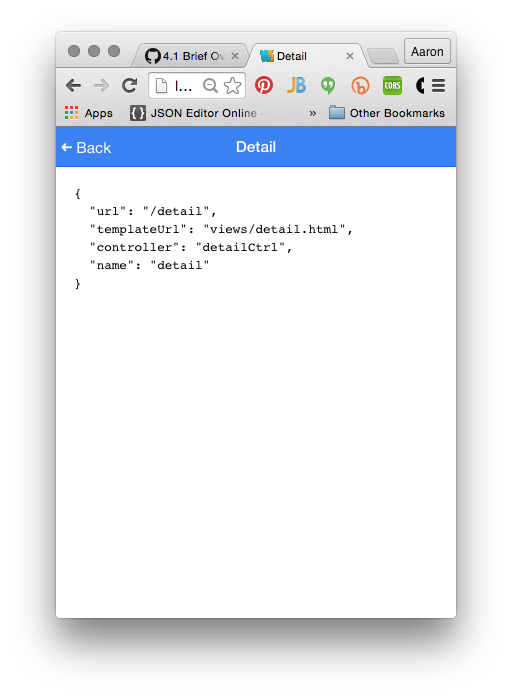 4.1 Brief Ov
Detail
Aaron
l...
JB
b
CORS
Apps
{} JSON Editor Online -
»
Other Bookmarks
Back
Detail
{
"url": "/detail",
"templateUrl": "views/detail.html",
"controller": "detailCtrl",
"name": "detail"
}